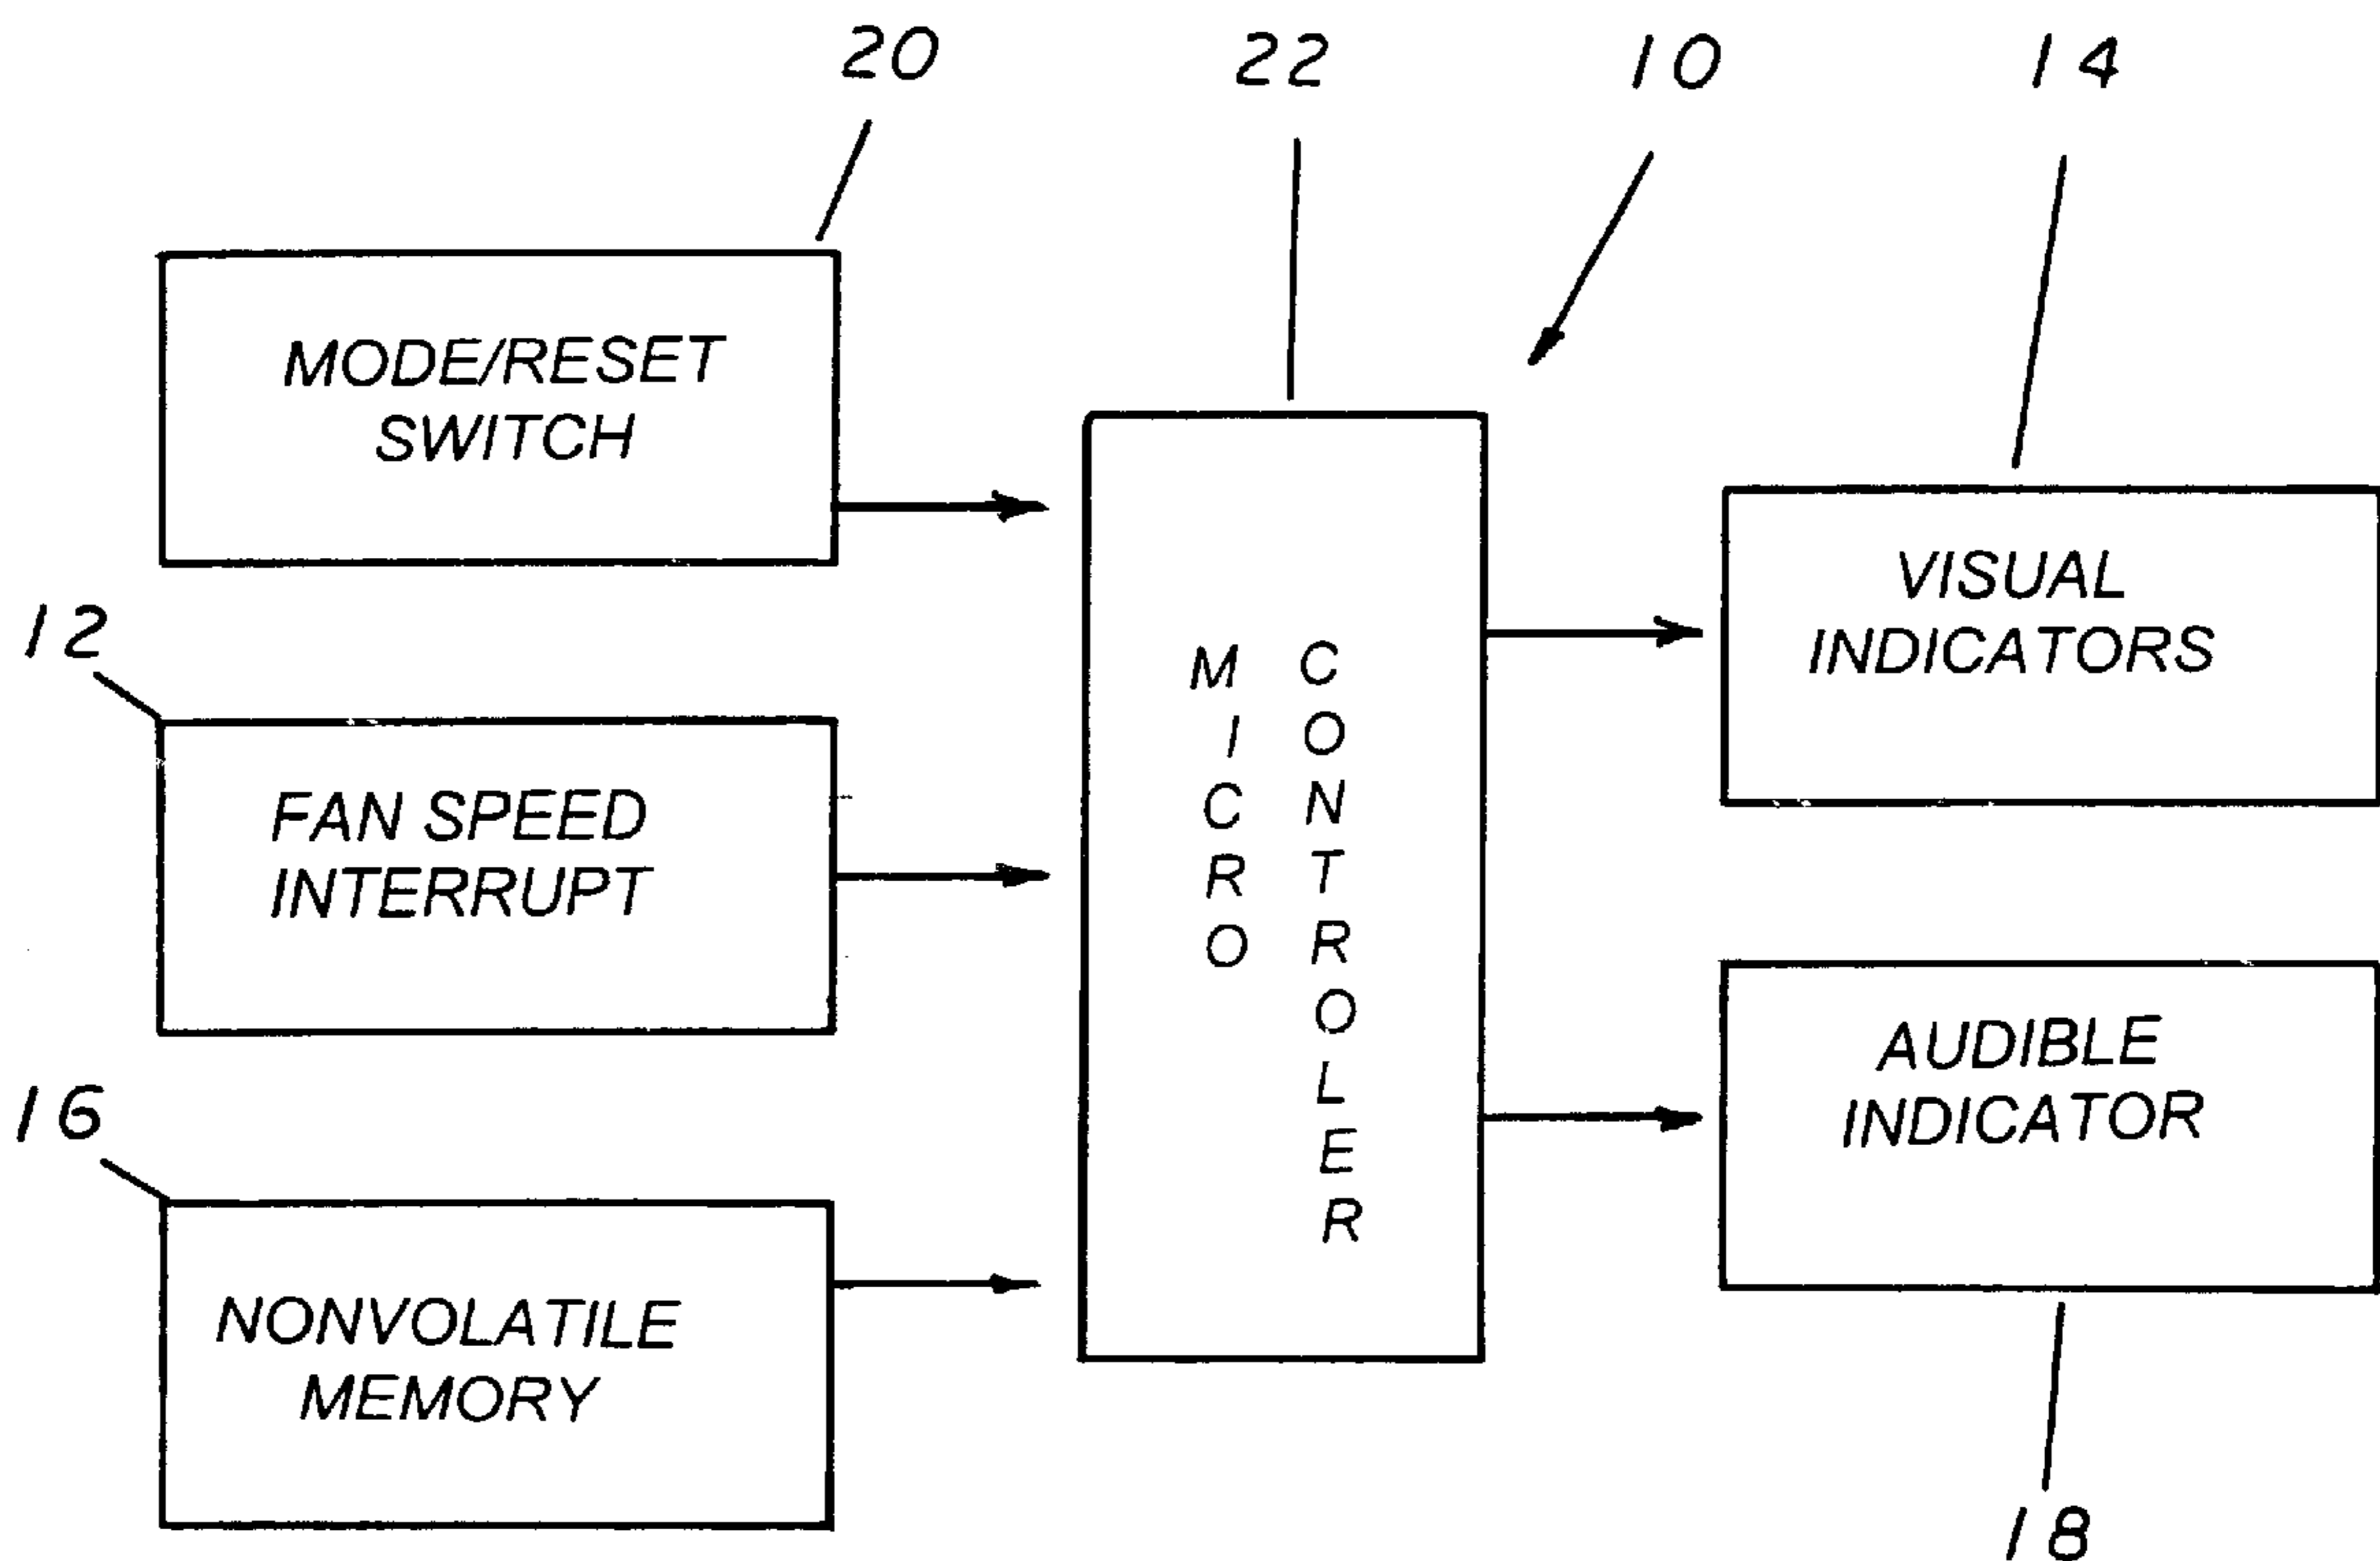 20
22
10
14
MODE/RESET
SWITCH
12
FAN SPEED
INTERRUPT
16
NONVOLATILE
MEMORY
MICRO
CONTROLER
VISUAL
INDICATORS
AUDIBLE
INDICATOR
18